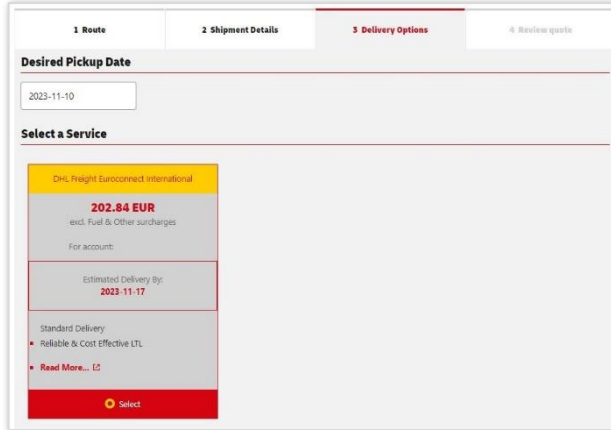 1 Route
2 Shipment Details
3 Delivery Options
4 Review quote
Desired Pickup Date
2023-11-10
Select a Service
DHL Freight Euroconnect International
202.84 EUR
excl. Fuel & Other surcharges
For account:
Estimated Delivery By:
2023-11-17
Standard Delivery
Reliable & Cost Effective LTL
Read More...
Select